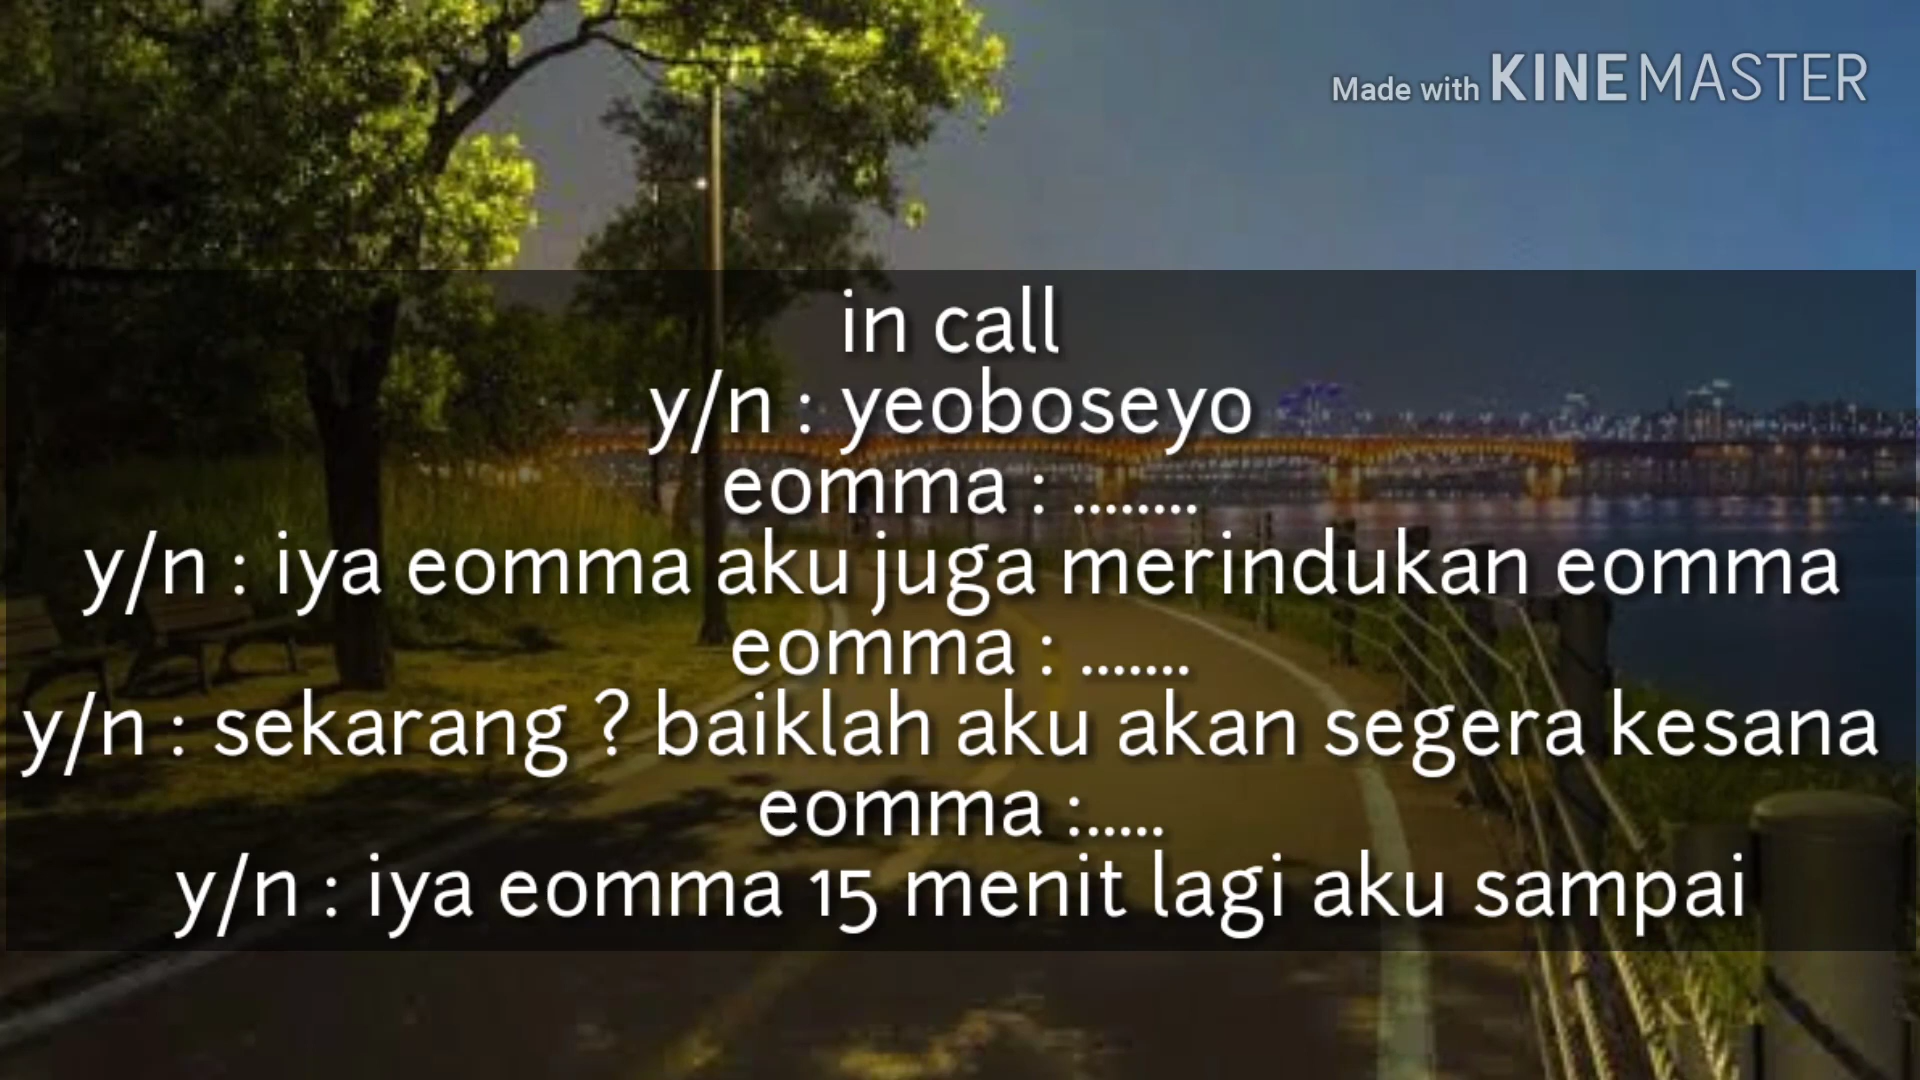 Made with KINEMASTER
in call
y/n : yeoboseyo
eomma : ........
y/n : iya eomma aku juga merindukan eomma
eomma : .......
y/n : sekarang ? baiklah aku akan segera kesana
eomma :.....
y/n : iya eomma 15 menit lagi aku sampai